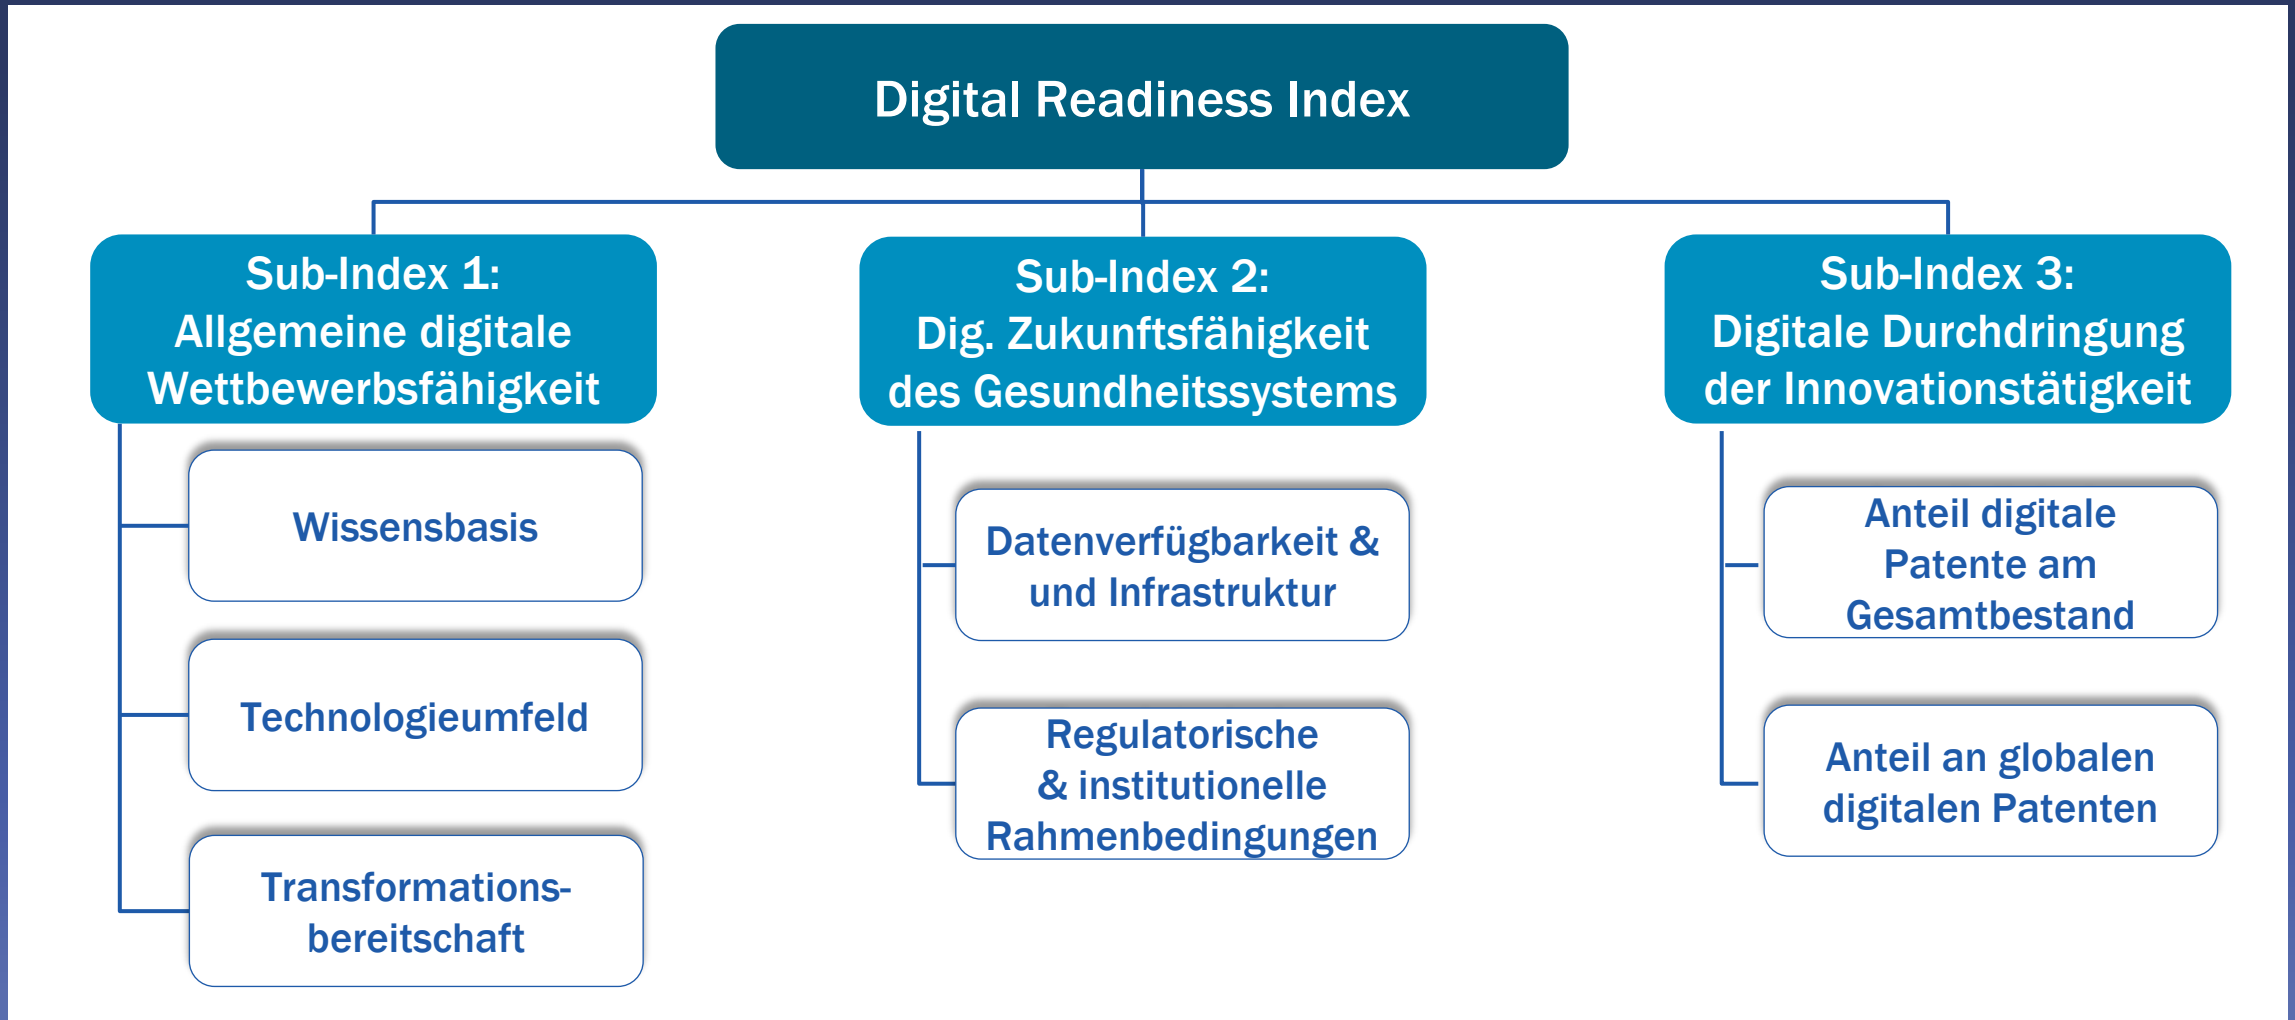 Digital Readiness Index
Sub-Index 1:
Allgemeine digitale
Wettbewerbsfähigkeit
Wissensbasis
Technologieumfeld
Transformations-
bereitschaft
Sub-Index 2:
Dig. Zukunftsfähigkeit
des Gesundheitssystems
Datenverfügbarkeit &
und Infrastruktur
Regulatorische
& institutionelle
Rahmenbedingungen
Sub-Index 3:
Digitale Durchdringung
der Innovationstätigkeit
Anteil digitale
Patente am
Gesamtbestand
Anteil an globalen
digitalen Patenten